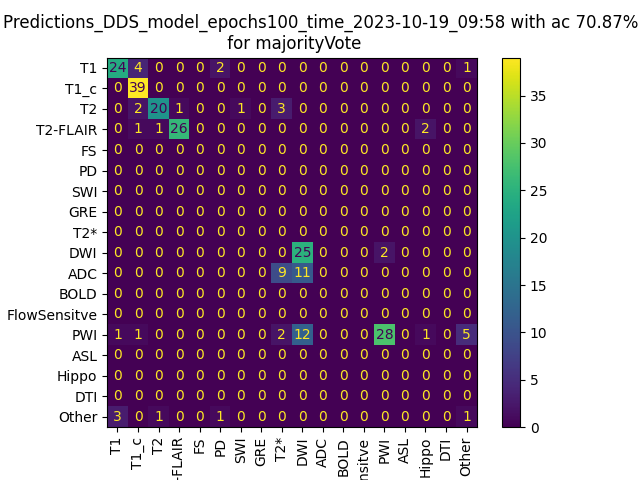 Predictions_DDS_model_epochs100_time_2023-10-19_09:58 with ac 70.87%
for majorityVote
T1 24 4 0 0 0 2 0 0 0 0 0 0 0 0 0 0 0 1
T1_c 0 39 0 0 0 0 0 0 0 0 0 0 0 0 0 0 0 0
T2 0 2 20 1 0 0 1 0 3 0 0 0 0 0 0 0 0 0
T2-FLAIR 0 1 1 26 0 0 0 0 0 0 0 0 0 0 0 2 0 0
FS 0 0 0 0 0 0 0 0 0 0 0 0 0 0 0 0 0 0
PD 0 0 0 0 0 0 0 0 0 0 0 0 0 0 0 0 0 0
SWI 0 0 0 0 0 0 0 0 0 0 0 0 0 0 0 0 0 0
GRE 0 0 0 0 0 0 0 0 0 0 0 0 0 0 0 0 0 0
T2* 0 0 0 0 0 0 0 0 0 0 0 0 0 0 0 0 0 0
DWI 0 0 0 0 0 0 0 0 0 25 0 0 0 2 0 0 0 0
ADC 0 0 0 0 0 0 0 0 9 11 0 0 0 0 0 0 0 0
BOLD 0 0 0 0 0 0 0 0 0 0 0 0 0 0 0 0 0 0
FlowSensitve 0 0 0 0 0 0 0 0 0 0 0 0 0 0 0 0 0 0
PWI 1 1 0 0 0 0 0 0 2 12 0 0 0 28 0 1 0 5
ASL 0 0 0 0 0 0 0 0 0 0 0 0 0 0 0 0 0 0
Hippo 0 0 0 0 0 0 0 0 0 0 0 0 0 0 0 0 0 0
DTI 0 0 0 0 0 0 0 0 0 0 0 0 0 0 0 0 0 0
Other 3 0 1 0 0 1 0 0 0 0 0 0 0 0 0 0 0 1
T1 T1_c T2 -FLAIR FS PD SWI GRE T2* DWI ADC BOLD nsitve PWI ASL Hippo DTI Other
35
30
25
20
15
10
5
0